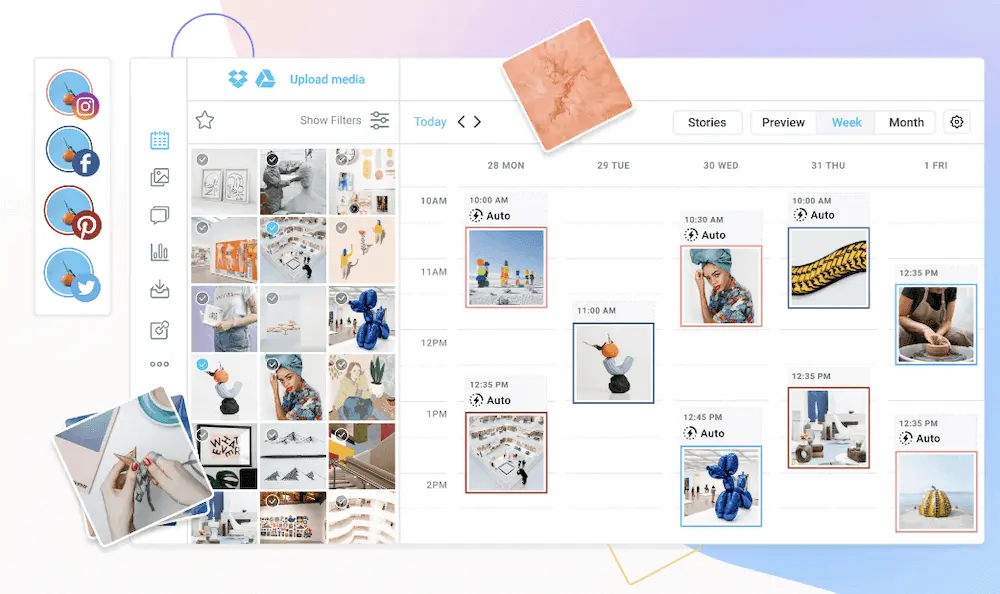 Upload media
Show Filters
Today
Stories
Preview
Week
Month
28 MON
29 TUE
30 WED
31 THU
1 FRI
10AM
11AM
12PM
1PM
2PM
10:00 AM
Auto
12:35 PM
Auto
11:00 AM
10:30 AM
Auto
12:45 PM
Auto
10:00 AM
Auto
12:35 PM
12:35 PM
12:35 PM
Auto
WHAT
EVER